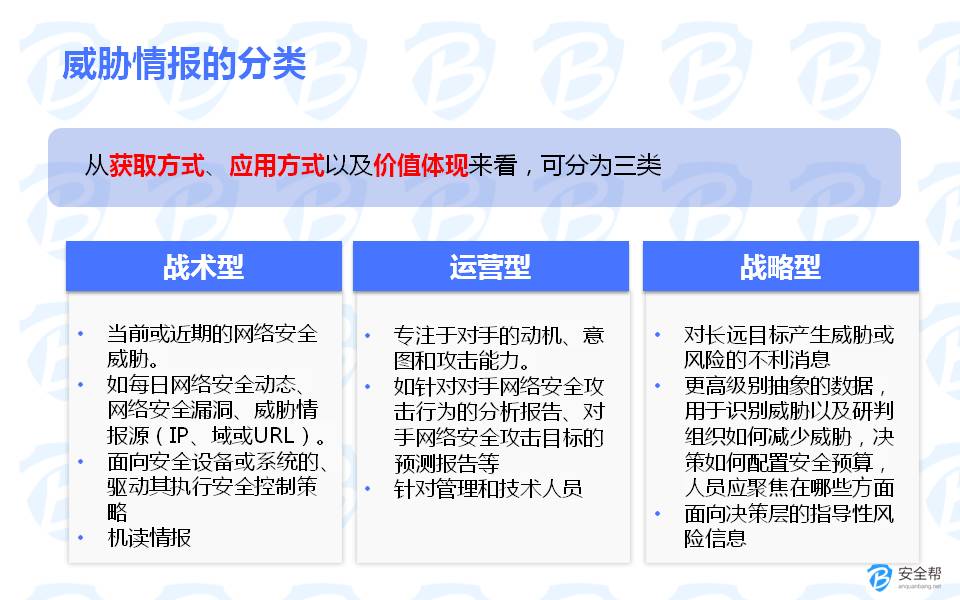 威胁情报的分类
从获取方式、应用方式以及价值体现来看，可分为三类
战术型
• 当前或近期的网络安全
威胁。
• 如每日网络安全动态、
网络安全漏洞、威胁情
报源（IP、域或URL）。
• 面向安全设备或系统的、
驱动其执行安全控制策
略
• 机读情报
运营型
• 专注于对手的动机、意
图和攻击能力。
• 如针对对手网络安全攻
击行为的分析报告、对
手网络安全攻击目标的
预测报告等
• 针对管理和技术人员
战略型
• 对长远目标产生威胁或
风险的不利消息
• 更高级别抽象的数据，
用于识别威胁以及研判
组织如何减少威胁，决
策如何配置安全预算，
人员应聚焦在哪些方面
• 面向决策层的指导性风
险信息
安全帮
anquanbang.net